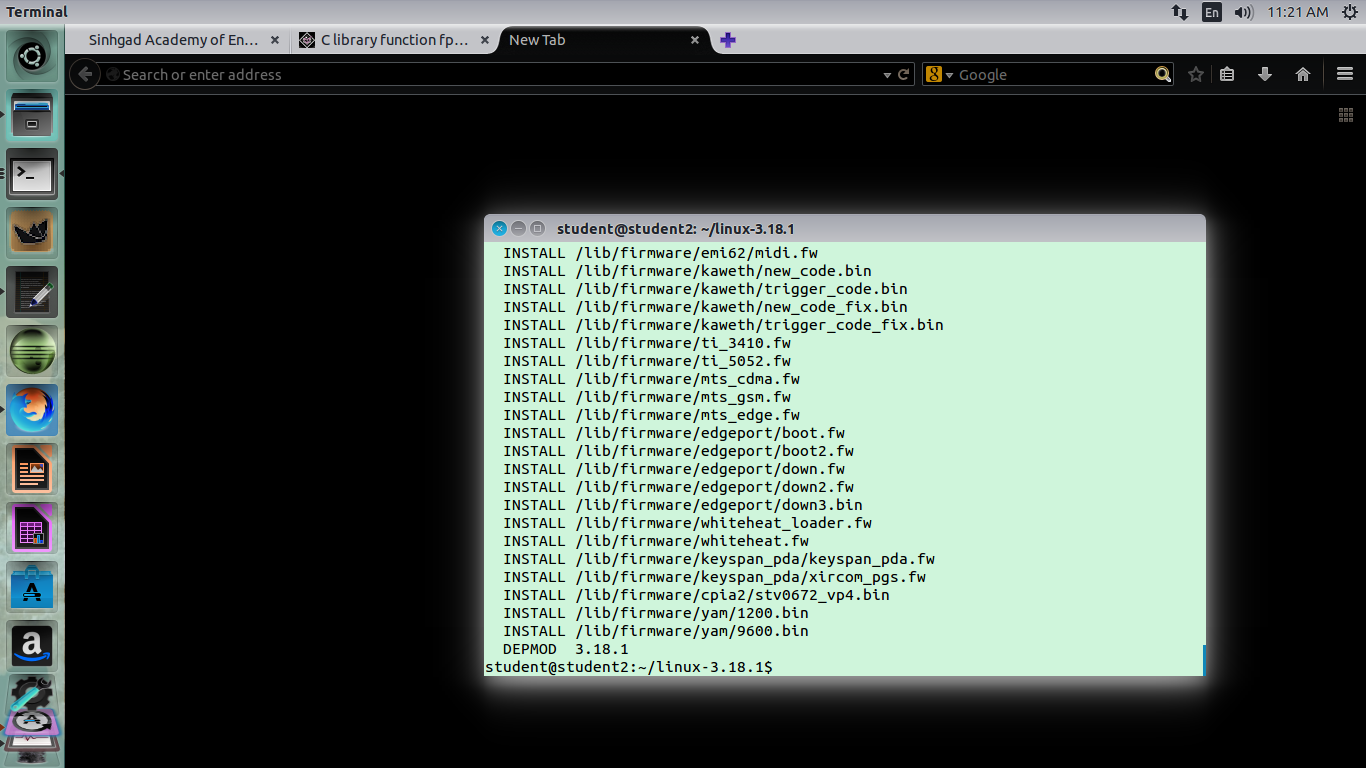 Terminal
En
11:21 AM
Sinhgad Academy of En...
C library function fp...
New Tab
Search or enter address
Google
student@student2: ~/linux-3.18.1
INSTALL /lib/firmware/emi62/midi.fw
INSTALL /lib/firmware/kaweth/new_code.bin
INSTALL /lib/firmware/kaweth/trigger_code.bin
INSTALL /lib/firmware/kaweth/new_code_fix.bin
INSTALL /lib/firmware/kaweth/trigger_code_fix.bin
INSTALL /lib/firmware/ti_3410.fw
INSTALL /lib/firmware/ti_5052.fw
INSTALL /lib/firmware/mts_cdma.fw
INSTALL /lib/firmware/mts_gsm.fw
INSTALL /lib/firmware/mts_edge.fw
INSTALL /lib/firmware/edgeport/boot.fw
INSTALL /lib/firmware/edgeport/boot2.fw
INSTALL /lib/firmware/edgeport/down.fw
INSTALL /lib/firmware/edgeport/down2.fw
INSTALL /lib/firmware/edgeport/down3.bin
INSTALL /lib/firmware/whiteheat_loader.fw
INSTALL /lib/firmware/whiteheat.fw
INSTALL /lib/firmware/keyspan_pda/keyspan_pda.fw
INSTALL /lib/firmware/keyspan_pda/xircom_pgs.fw
INSTALL /lib/firmware/cpia2/stv0672_vp4.bin
INSTALL /lib/firmware/yam/1200.bin
INSTALL /lib/firmware/yam/9600.bin
DEPMOD  3.18.1
student@student2:~/linux-3.18.1$